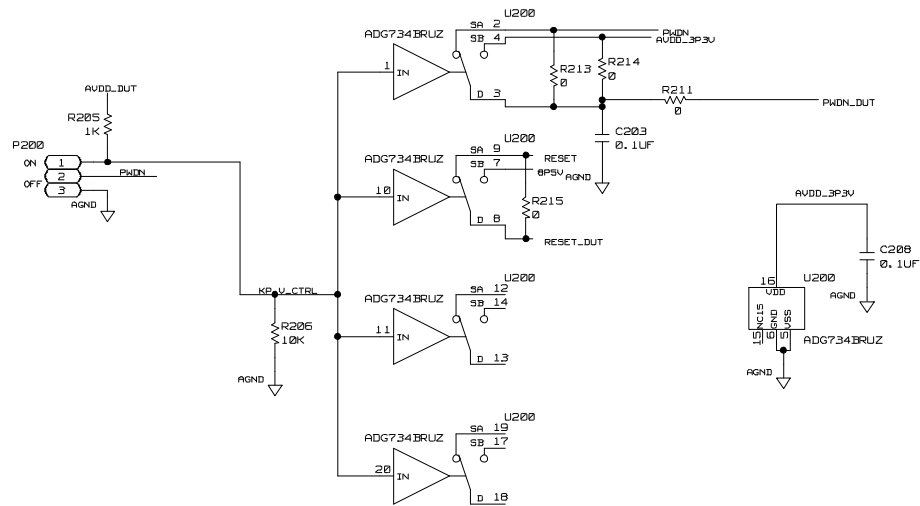 U200
ADG734BRUZ
SA 2
SB 4
PWDN
AVDD_3P3V
1
IN
D 3
R213
0
R214
0
R211
0
PWDN_DUT
C203
0.1UF
AGND
AVDD_DUT
R205
1K
P200
ON
1
2
PWDN
OFF
3
AGND
U200
ADG734BRUZ
SA 9
SB 7
RESET
8P5V
10
IN
D 8
R215
0
RESET_DUT
KP_V_CTRL
R206
10K
AGND
U200
ADG734BRUZ
SA 12
SB 14
11
IN
D 13
AVDD_3P3V
C208
0.1UF
AGND
16
U200
VDD
NC15
GND
VSS
15
6
5
ADG734BRUZ
AGND
U200
ADG734BRUZ
SA 19
SB 17
20
IN
D 18